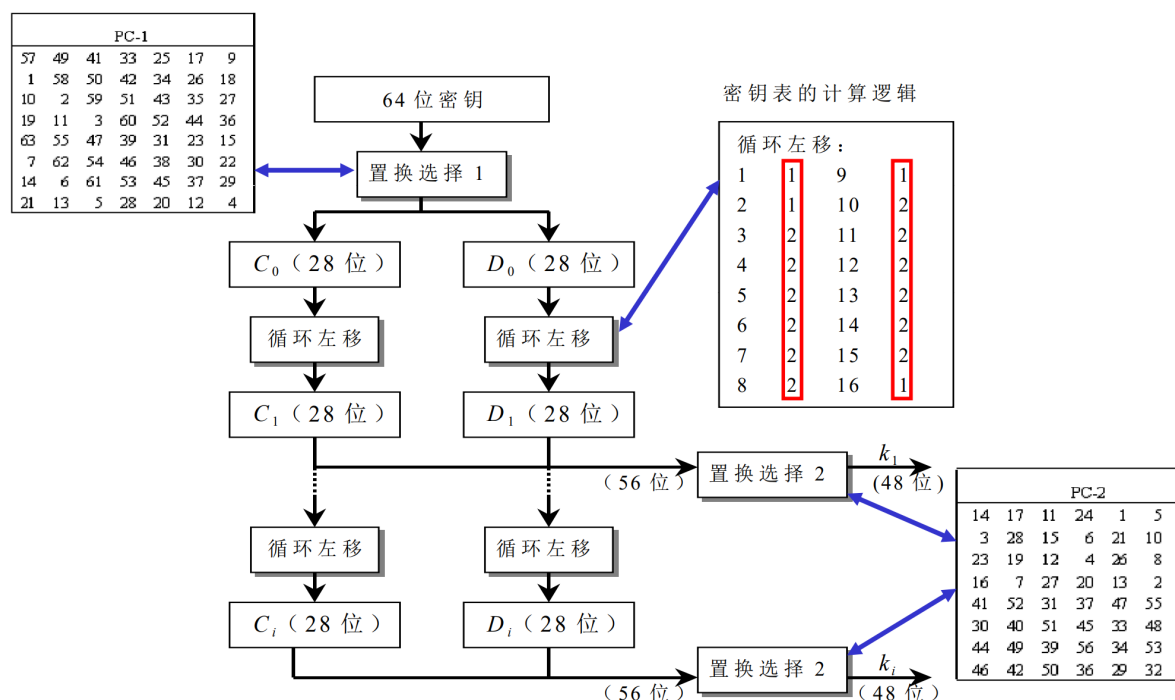 PC-1
57 49 41 33 25 17 9
1 58 50 42 34 26 18
10 2 59 51 43 35 27
19 11 3 60 52 44 36
63 55 47 39 31 23 15
7 62 54 46 38 30 22
14 6 61 53 45 37 29
21 13 5 28 20 12 4
64 位密钥
置换选择 1
C₀（28 位） D₀（28 位）
循环左移 循环左移
C₁（28 位） D₁（28 位）
密钥表的计算逻辑
循环左移：
1 1 9 1
2 1 10 2
3 2 11 2
4 2 12 2
5 2 13 2
6 2 14 2
7 2 15 2
8 2 16 1
（56 位） 置换选择 2 k₁
(48 位)
循环左移 循环左移
Cᵢ（28 位） Dᵢ（28 位）
（56 位） 置换选择 2 kᵢ
（48 位）
PC-2
14 17 11 24 1 5
3 28 15 6 21 10
23 19 12 4 26 8
16 7 27 20 13 2
41 52 31 37 47 55
30 40 51 45 33 48
44 49 39 56 34 53
46 42 50 36 29 32